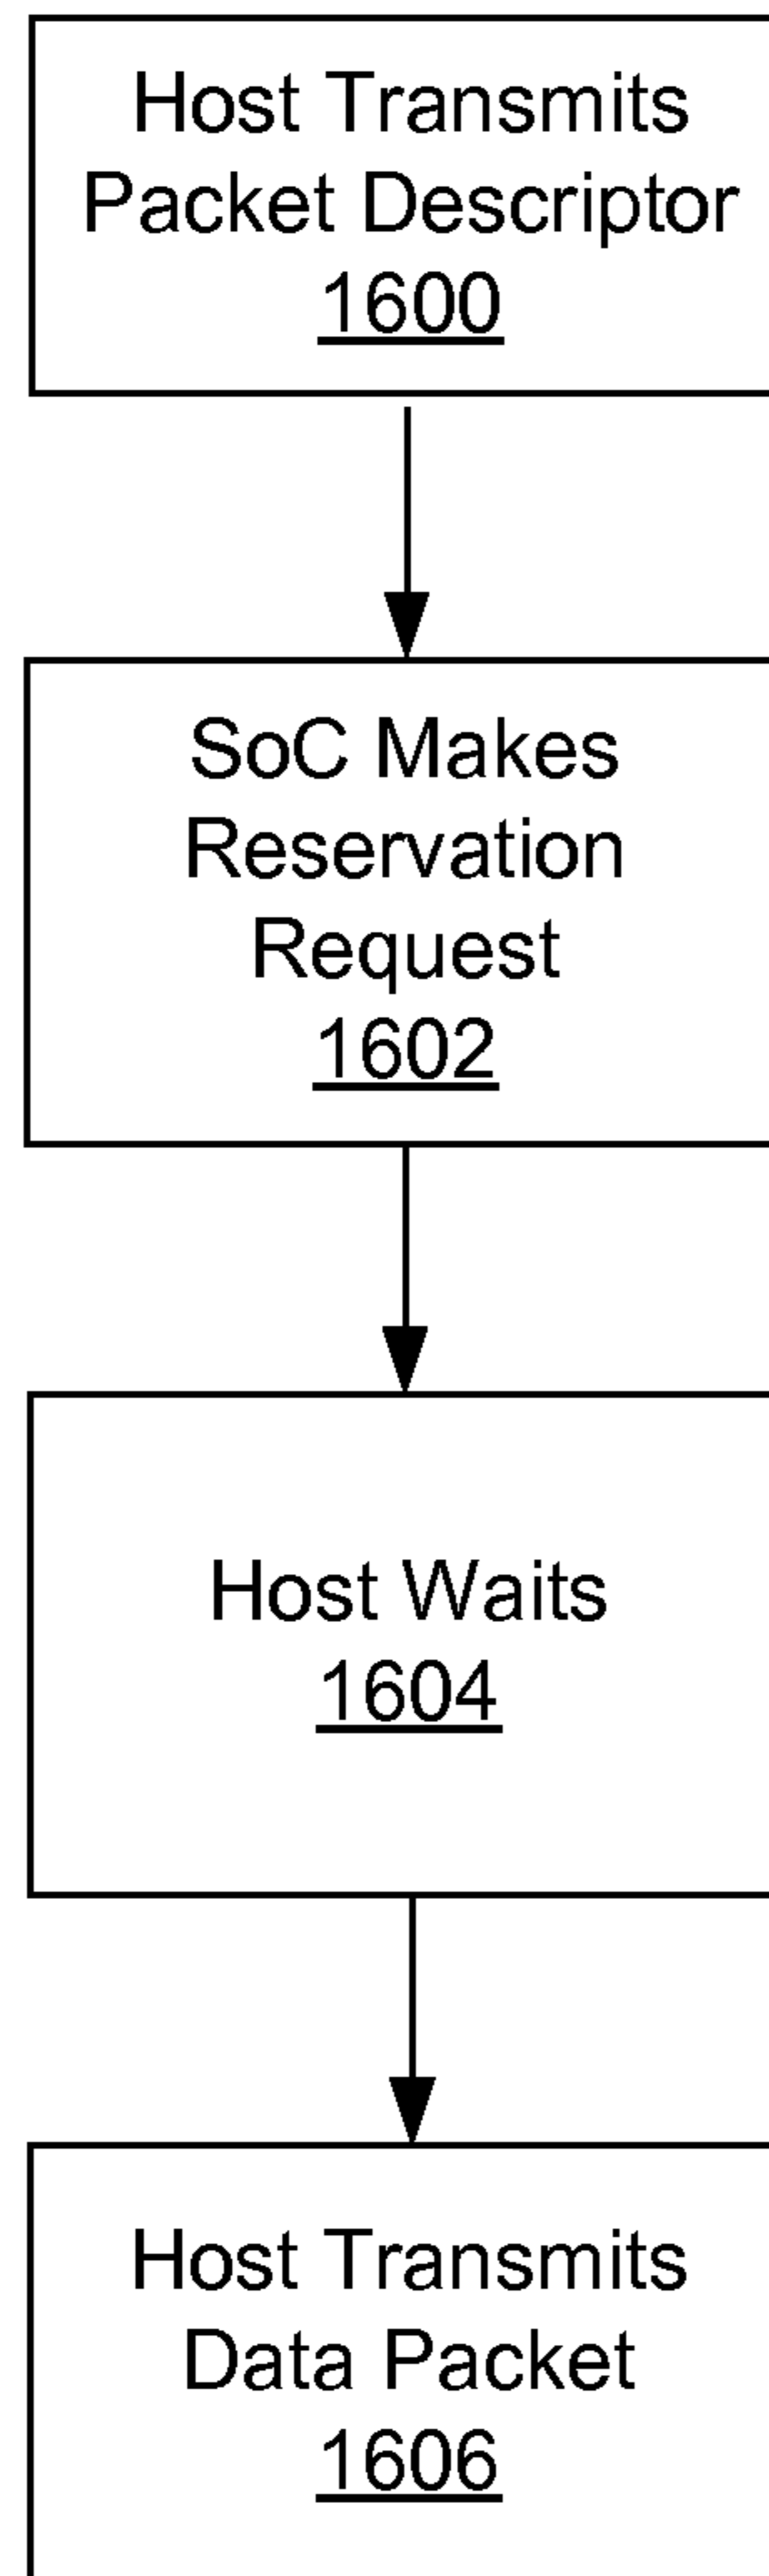 Host Transmits
Packet Descriptor
1600
SoC Makes
Reservation
Request
1602
Host Waits
1604
Host Transmits
Data Packet
1606